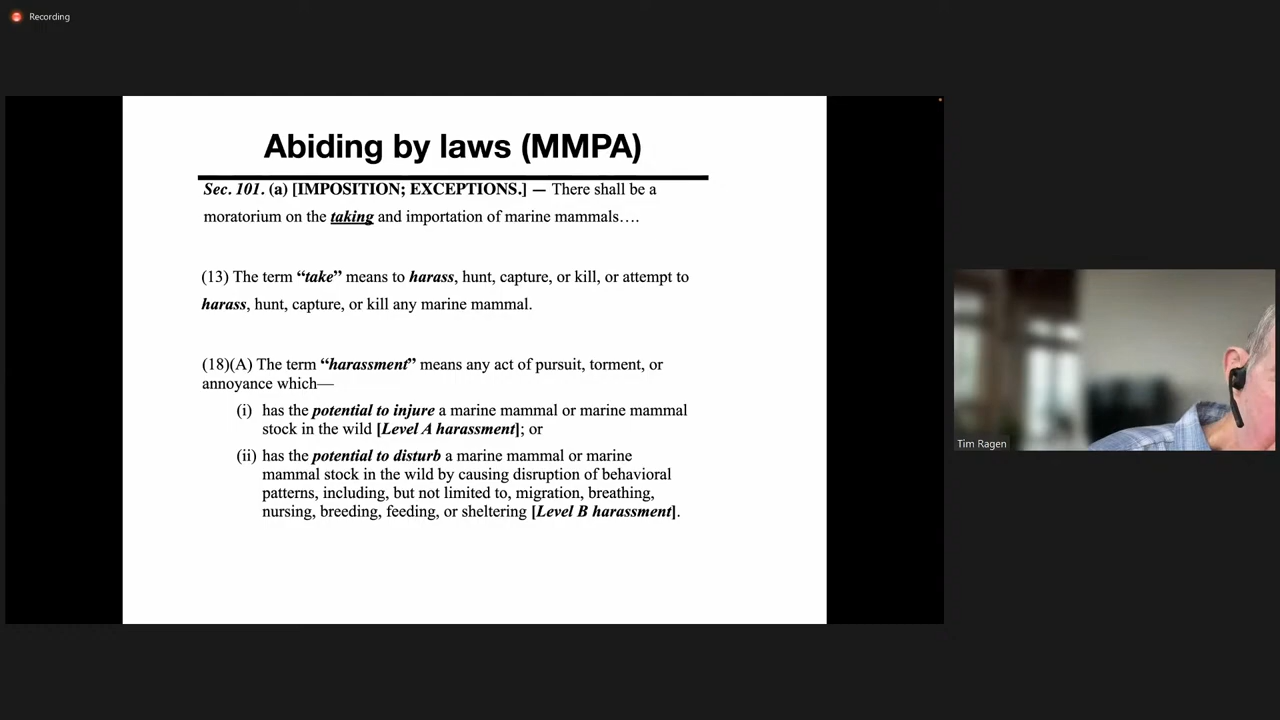 Recording
Abiding by laws (MMPA)
Sec. 101. (a) [IMPOSITION; EXCEPTIONS.] — There shall be a
moratorium on the taking and importation of marine mammals….
(13) The term “take” means to harass, hunt, capture, or kill, or attempt to
harass, hunt, capture, or kill any marine mammal.
(18)(A) The term “harassment” means any act of pursuit, torment, or
annoyance which—
(i) has the potential to injure a marine mammal or marine mammal
stock in the wild [Level A harassment]; or
(ii) has the potential to disturb a marine mammal or marine
mammal stock in the wild by causing disruption of behavioral
patterns, including, but not limited to, migration, breathing,
nursing, breeding, feeding, or sheltering [Level B harassment].
Tim Ragen